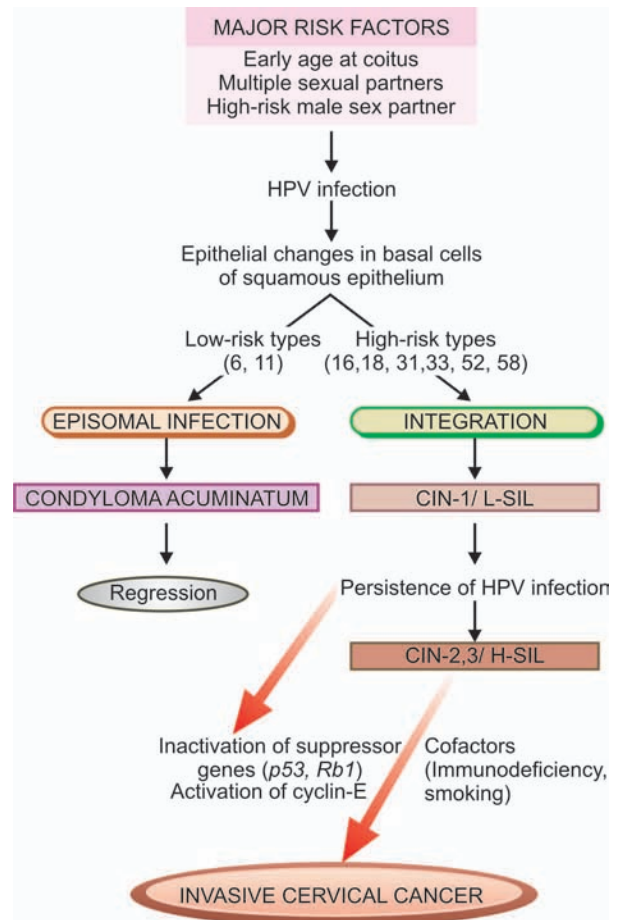 MAJOR RISK FACTORS
Early age at coitus
Multiple sexual partners
High-risk male sex partner
HPV infection
Epithelial changes in basal cells
of squamous epithelium
Low-risk types
(6, 11)
High-risk types
(16,18, 31,33, 52, 58)
EPISOMAL INFECTION
INTEGRATION
CONDYLOMA ACUMINATUM
CIN-1/ L-SIL
Regression
Persistence of HPV infection
CIN-2,3/ H-SIL
Inactivation of suppressor
genes (p53, Rb1)
Activation of cyclin-E
Cofactors
(Immunodeficiency,
smoking)
INVASIVE CERVICAL CANCER